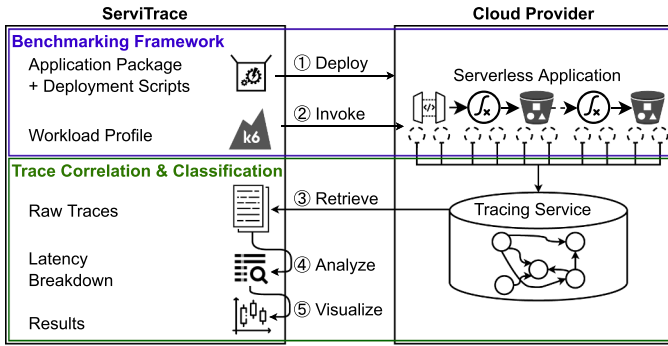 ServiTrace
Cloud Provider
Benchmarking Framework
Application Package
+ Deployment Scripts
① Deploy
Serverless Application
</>
Workload Profile
k6
② Invoke
Trace Correlation & Classification
Raw Traces
③ Retrieve
Tracing Service
Latency
Breakdown
④ Analyze
⑤ Visualize
Results